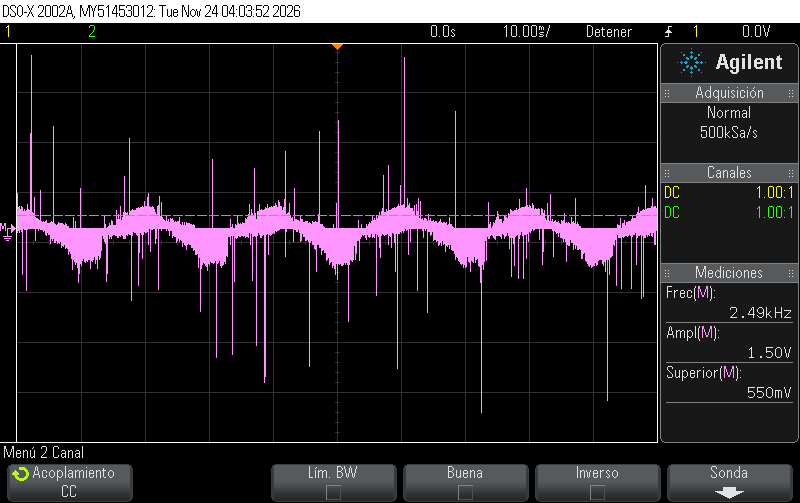 DSO-X 2002A, MY51453012: Tue Nov 24 04:03:52 2026
1 2 0.0s 10.00ms/ Detener 1 0.0V
Agilent
Adquisición
Normal
500kSa/s
Canales
DC 1.00:1
DC 1.00:1
Mediciones
Frec(M):
2.49kHz
Ampl(M):
1.50V
Superior(M):
550mV
M
Menú 2 Canal
Acoplamiento
CC
Lím. BW
Buena
Inverso
Sonda